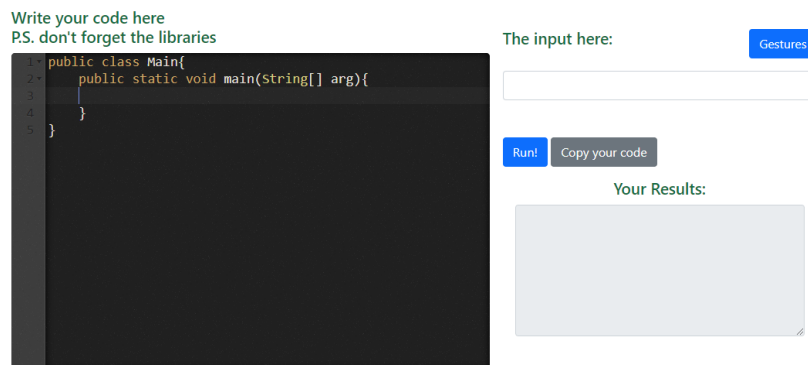 Write your code here
P.S. don't forget the libraries
1 public class Main{
2 public static void main(String[] arg){
3
4 }
5 }
The input here:
Gestures
Run!
Copy your code
Your Results: